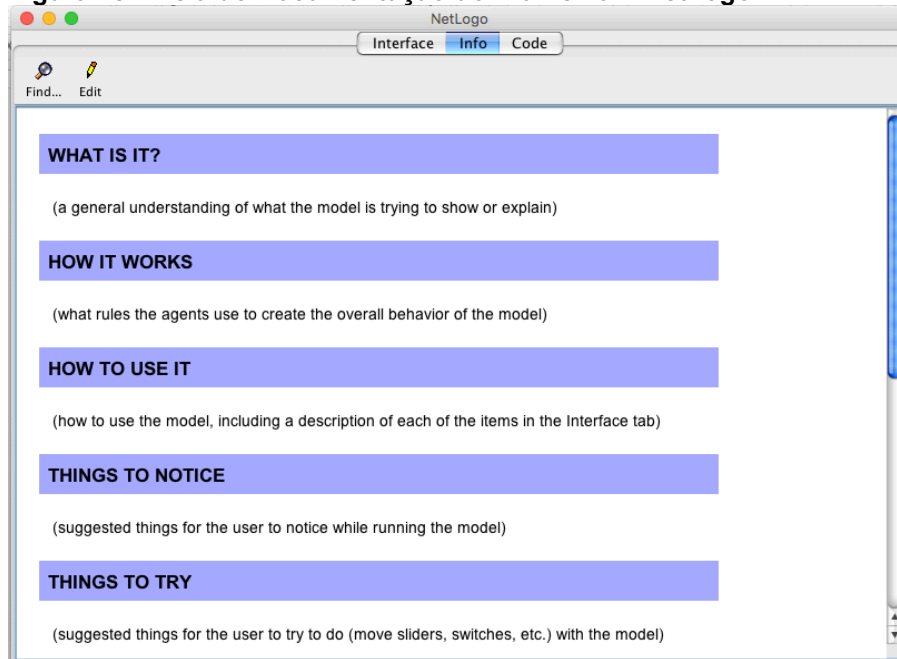 NetLogo
Interface Info Code
Find... Edit
WHAT IS IT?
(a general understanding of what the model is trying to show or explain)
HOW IT WORKS
(what rules the agents use to create the overall behavior of the model)
HOW TO USE IT
(how to use the model, including a description of each of the items in the Interface tab)
THINGS TO NOTICE
(suggested things for the user to notice while running the model)
THINGS TO TRY
(suggested things for the user to try to do (move sliders, switches, etc.) with the model)